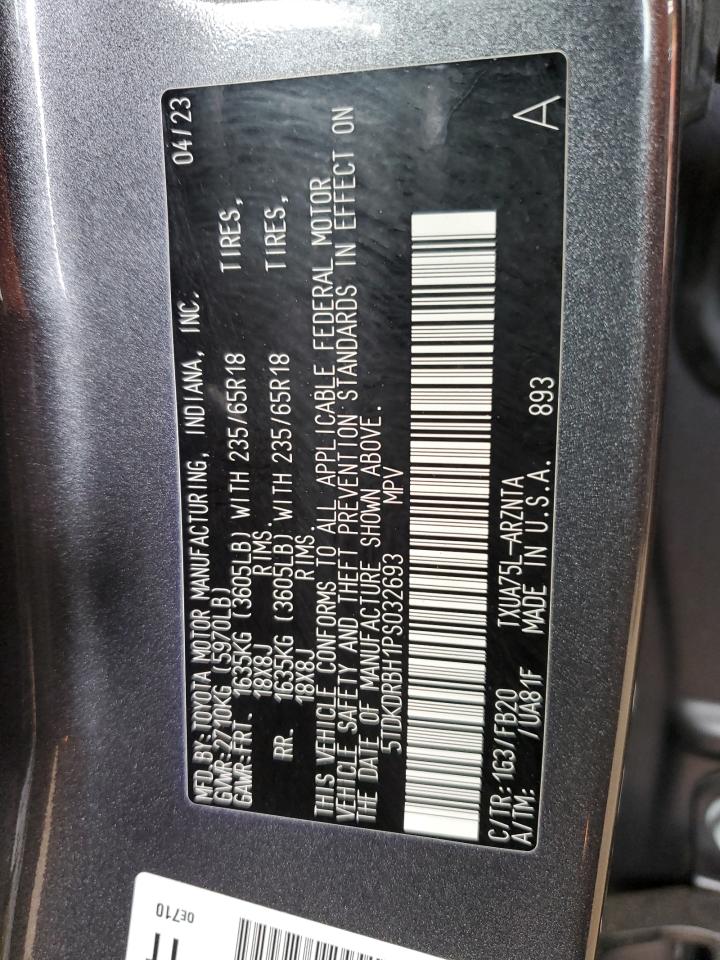 MFD.BY:TOYOTA MOTOR MANUFACTURING, INDIANA, INC. 04/23
GVWR:2710KG (5970LB)
GAWR:FRT. 1635KG (3605LB) WITH 235/65R18 TIRES,
18X8J RIMS.
RR. 1635KG (3605LB) WITH 235/65R18 TIRES,
18X8J RIMS
THIS VEHICLE CONFORMS TO ALL APPLICABLE FEDERAL MOTOR
VEHICLE SAFETY AND THEFT PREVENTION STANDARDS IN EFFECT ON
THE DATE OF MANUFACTURE SHOWN ABOVE.
5TDKDRBH1PS032693 MPV
C/TR:1G3/FB20 TXUA75L-ARZNTA
A/TM: /UA81F MADE IN U.S.A. 893 A
0E710